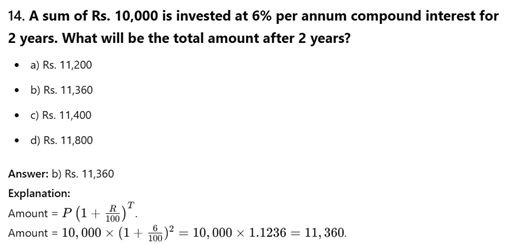 14. A sum of Rs. 10,000 is invested at 6% per annum compound interest for
2 years. What will be the total amount after 2 years?
• a) Rs. 11,200
• b) Rs. 11,360
• c) Rs. 11,400
• d) Rs. 11,800
Answer: b) Rs. 11,360
Explanation:
Amount = P (1 + R/100)^T.
Amount = 10,000 × (1 + 6/100)^2 = 10,000 × 1.1236 = 11,360.